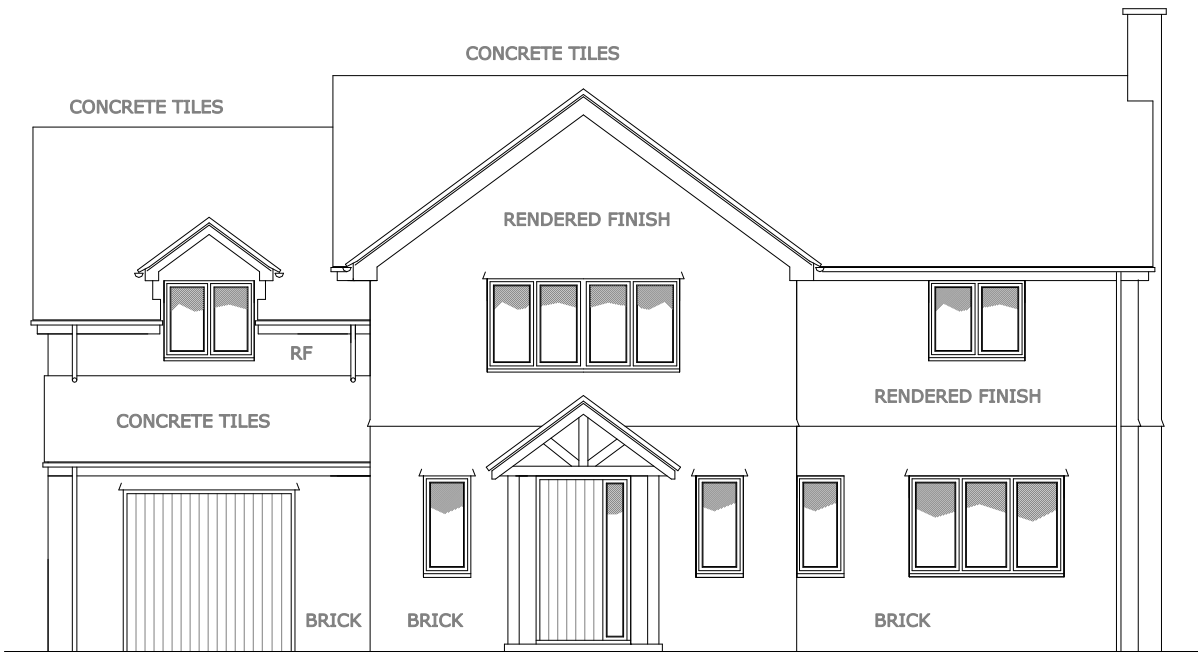 CONCRETE TILES
CONCRETE TILES
RENDERED FINISH
RF
RENDERED FINISH
CONCRETE TILES
BRICK
BRICK
BRICK